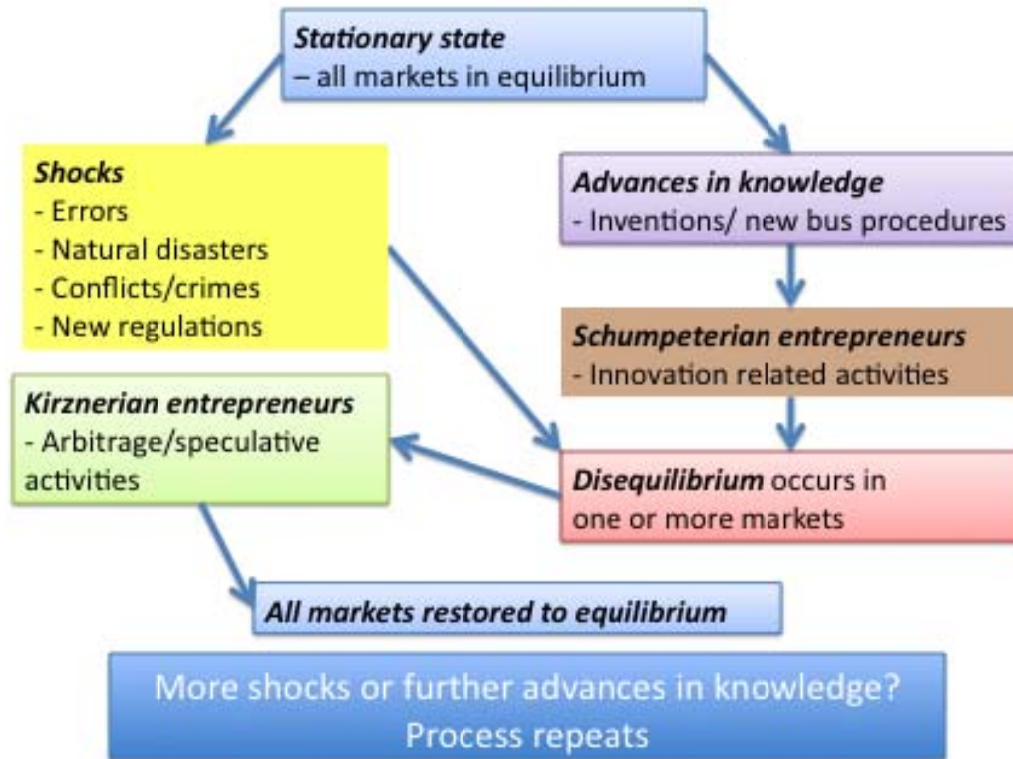 Stationary state
– all markets in equilibrium
Shocks
- Errors
- Natural disasters
- Conflicts/crimes
- New regulations
Advances in knowledge
- Inventions/ new bus procedures
Schumpeterian entrepreneurs
- Innovation related activities
Kirznerian entrepreneurs
- Arbitrage/speculative
activities
Disequilibrium occurs in
one or more markets
All markets restored to equilibrium
More shocks or further advances in knowledge?
Process repeats